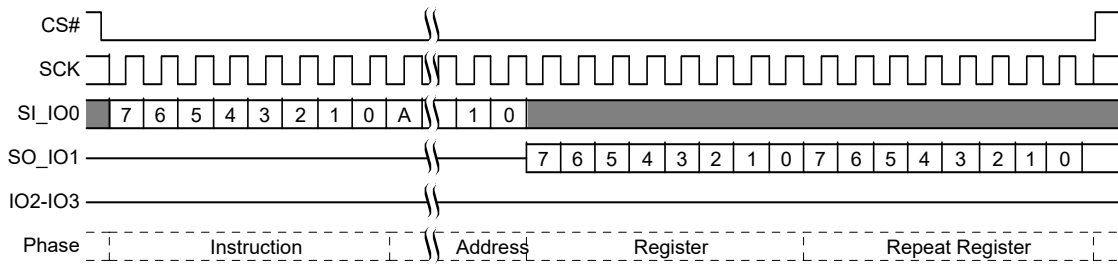 CS#
SCK
SI_IO0 7 6 5 4 3 2 1 0 A 1 0
SO_IO1 7 6 5 4 3 2 1 0 7 6 5 4 3 2 1 0
IO2-IO3
Phase Instruction Address Register Repeat Register